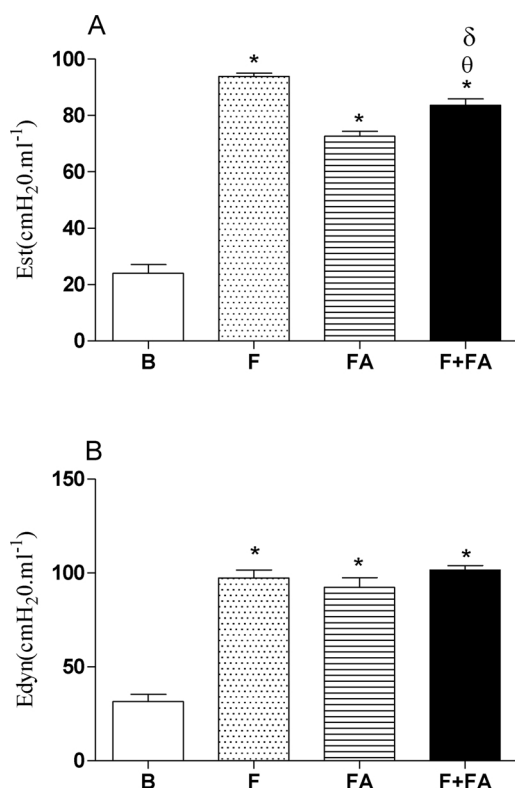 A
δ
θ
* * * *
100
80
60
40
20
0
Est(cmH₂0.ml⁻¹)
B F FA F+FA
B
* * * *
150
100
50
0
Edyn(cmH₂0.ml⁻¹)
B F FA F+FA